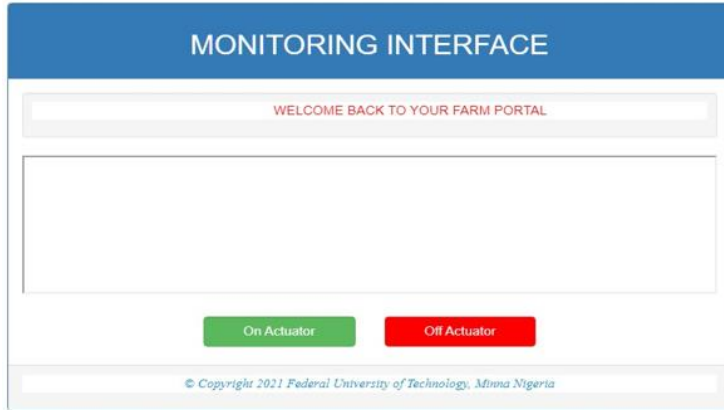 MONITORING INTERFACE
WELCOME BACK TO YOUR FARM PORTAL
On Actuator
Off Actuator
© Copyright 2021 Federal University of Technology, Minna Nigeria